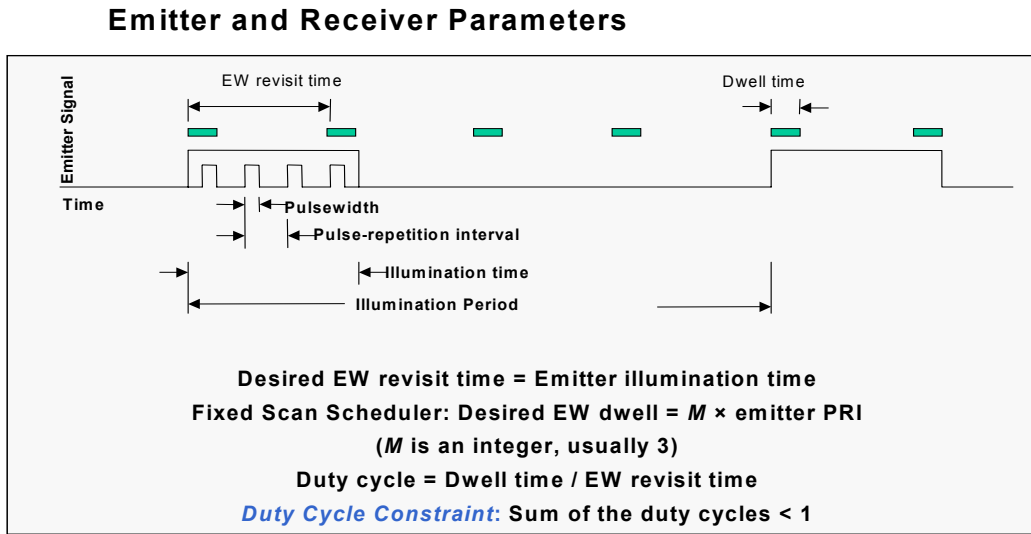 Emitter and Receiver Parameters
Emitter Signal
EW revisit time
Dwell time
Time
Pulsewidth
Pulse-repetition interval
Illumination time
Illumination Period
Desired EW revisit time = Emitter illumination time
Fixed Scan Scheduler: Desired EW dwell = M × emitter PRI
(M is an integer, usually 3)
Duty cycle = Dwell time / EW revisit time
Duty Cycle Constraint: Sum of the duty cycles < 1